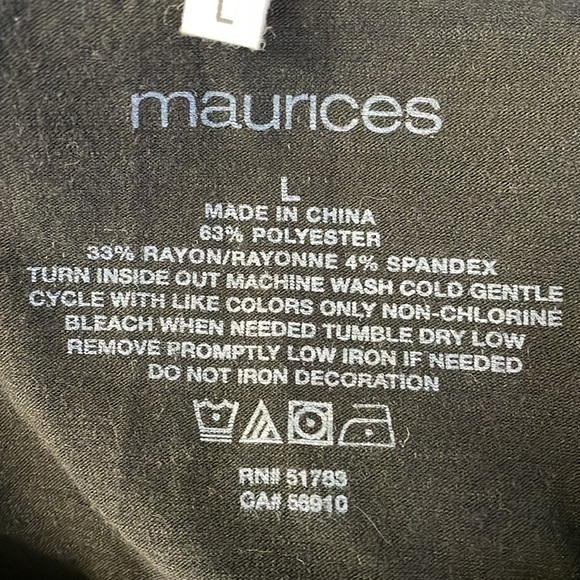 L
maurices
L
MADE IN CHINA
63% POLYESTER
33% RAYON/RAYONNE 4% SPANDEX
TURN INSIDE OUT MACHINE WASH COLD GENTLE
CYCLE WITH LIKE COLORS ONLY NON-CHLORINE
BLEACH WHEN NEEDED TUMBLE DRY LOW
REMOVE PROMPTLY LOW IRON IF NEEDED
DO NOT IRON DECORATION
RN# 51783
CA# 56910